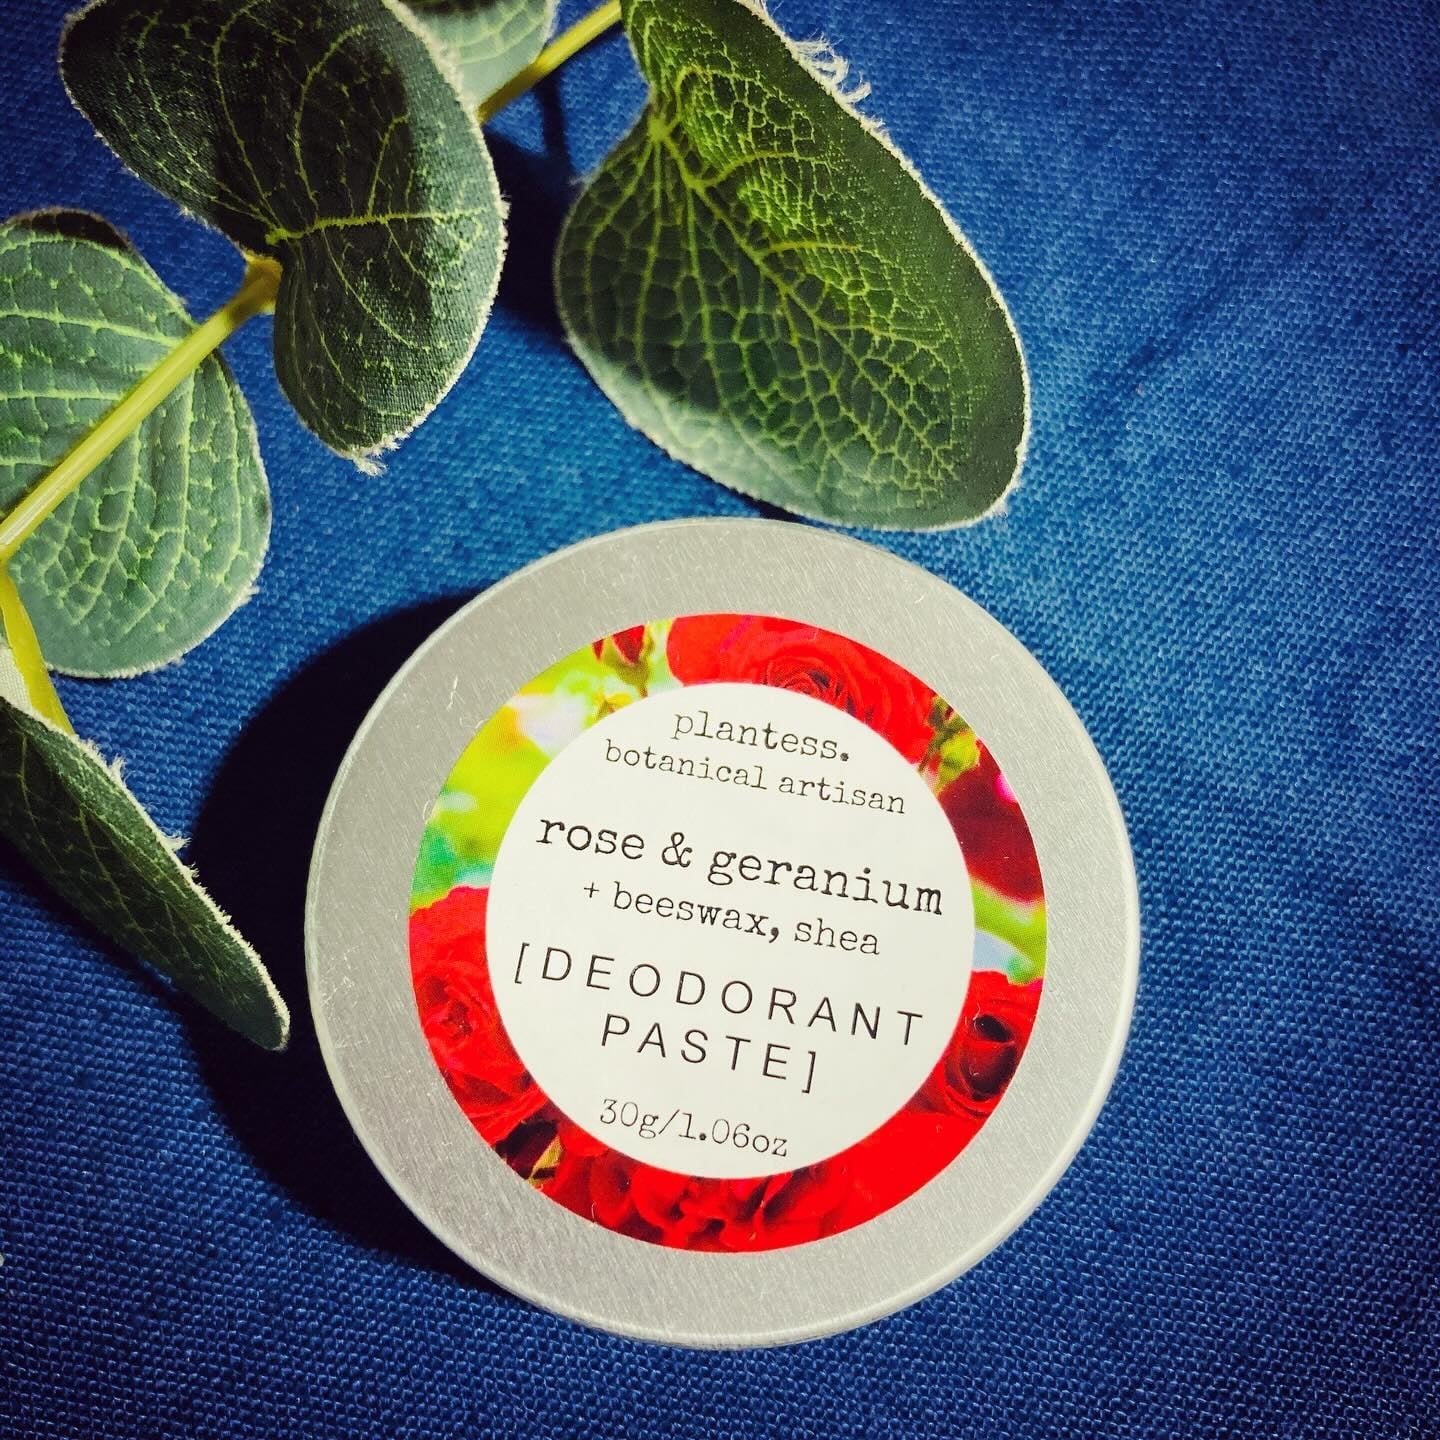 plantess.
botanical artisan
rose & geranium
+ beeswax, shea
[DEODORANT
PASTE]
30g/1.06oz